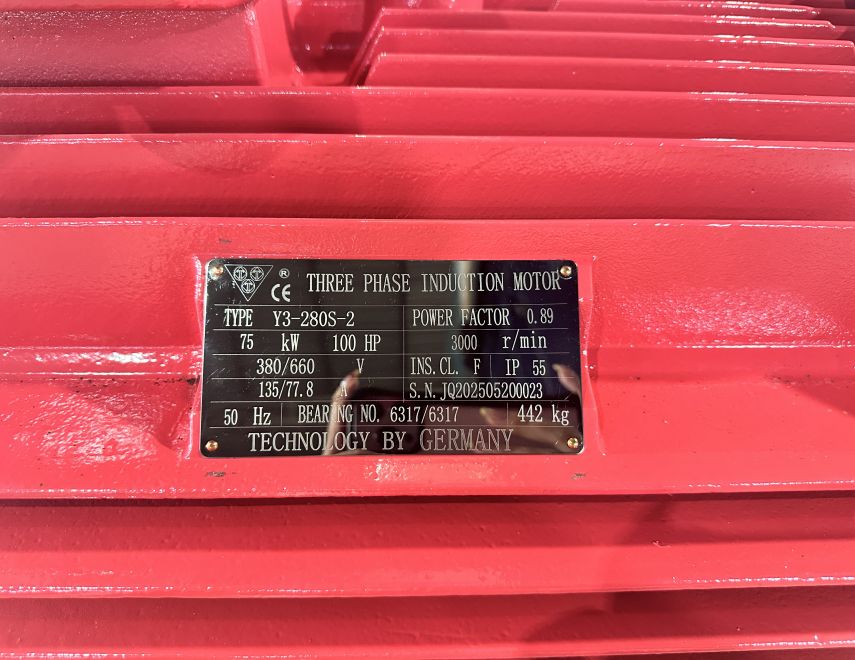 ® CE THREE PHASE INDUCTION MOTOR
TYPE Y3-280S-2 POWER FACTOR 0.89
75 kW 100 HP 3000 r/min
380/660 V INS.CL. F IP 55
135/77.8 A S.N.JQ202505200023
50 Hz BEARING NO. 6317/6317 442 kg
TECHNOLOGY BY GERMANY